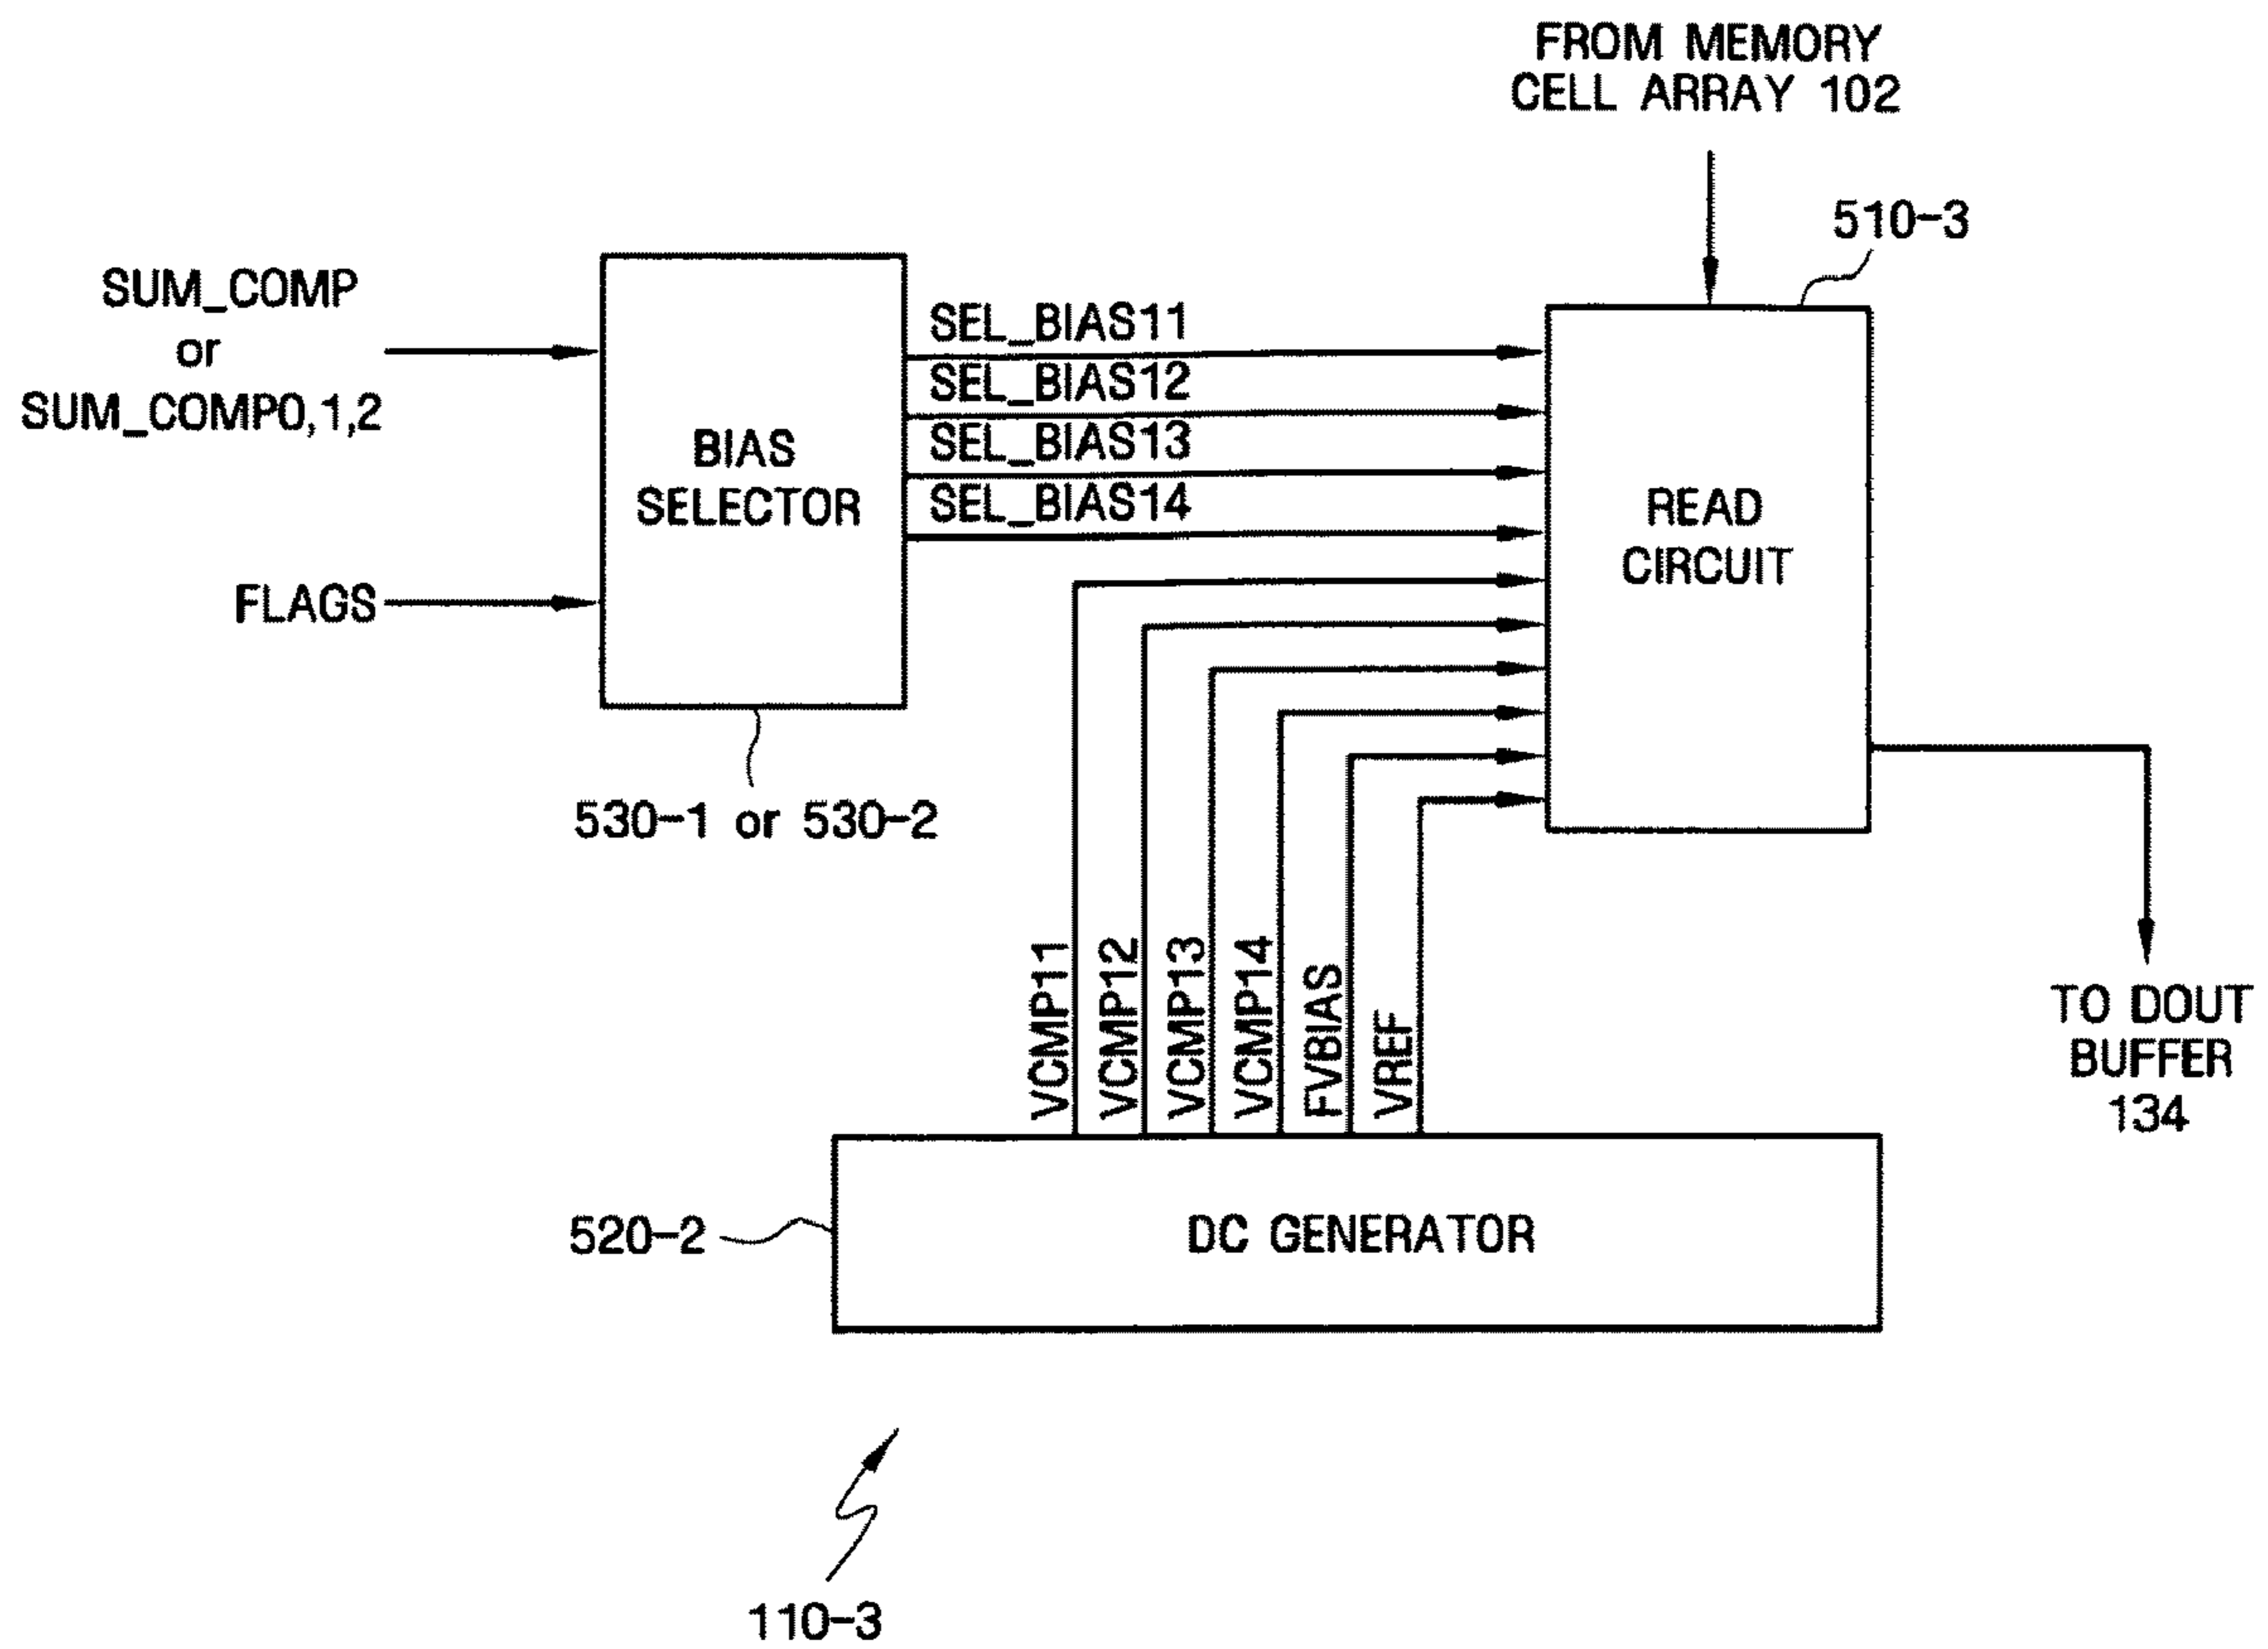 FROM MEMORY
CELL ARRAY 102
510-3
SUM_COMP
or
SUM_COMP0,1,2
FLAGS
BIAS
SELECTOR
530-1 or 530-2
SEL_BIAS11
SEL_BIAS12
SEL_BIAS13
SEL_BIAS14
READ
CIRCUIT
VCMP11
VCMP12
VCMP13
VCMP14
FVBIAS
VREF
TO DOUT
BUFFER
134
520-2
DC GENERATOR
110-3